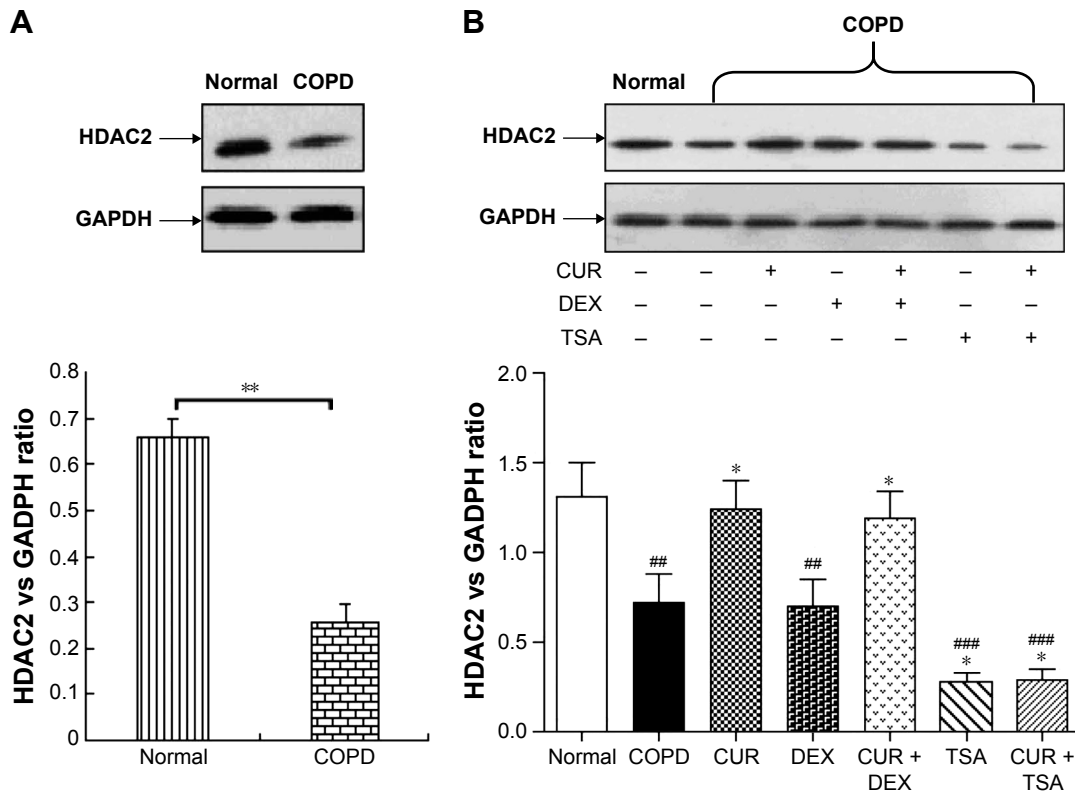 A
Normal COPD
HDAC2
GAPDH
HDAC2 vs GADPH ratio
0.8
0.7
0.6
0.5
0.4
0.3
0.2
0.1
0
**
Normal COPD
B
COPD
Normal
HDAC2
GAPDH
CUR – – + – + – +
DEX – – – + + – –
TSA – – – – – + +
HDAC2 vs GADPH ratio
2.0
1.5
1.0
0.5
0.0
##
*
##
*
###
*
###
*
Normal COPD CUR DEX CUR + TSA CUR +
DEX TSA